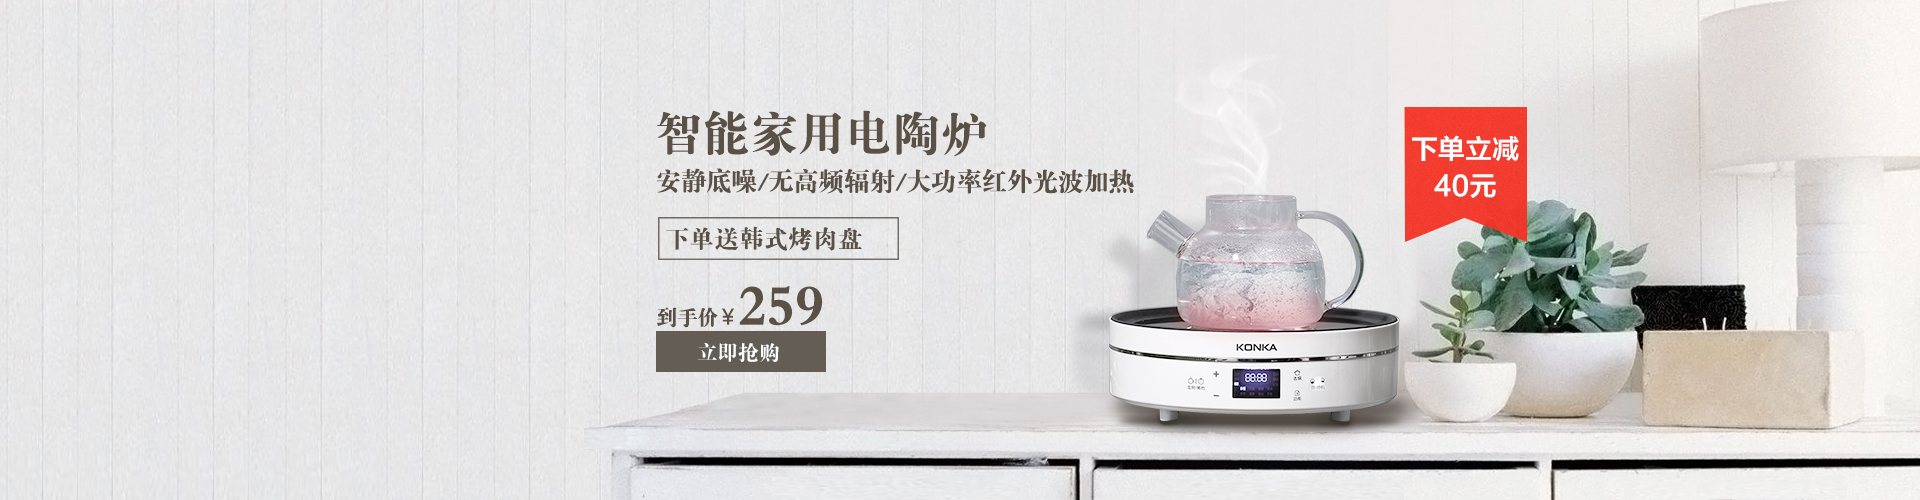 智能家用电陶炉
安静底噪/无高频辐射/大功率红外光波加热
下单送韩式烤肉盘
到手价￥259
立即抢购
下单立减
40元
KONKA
88:88